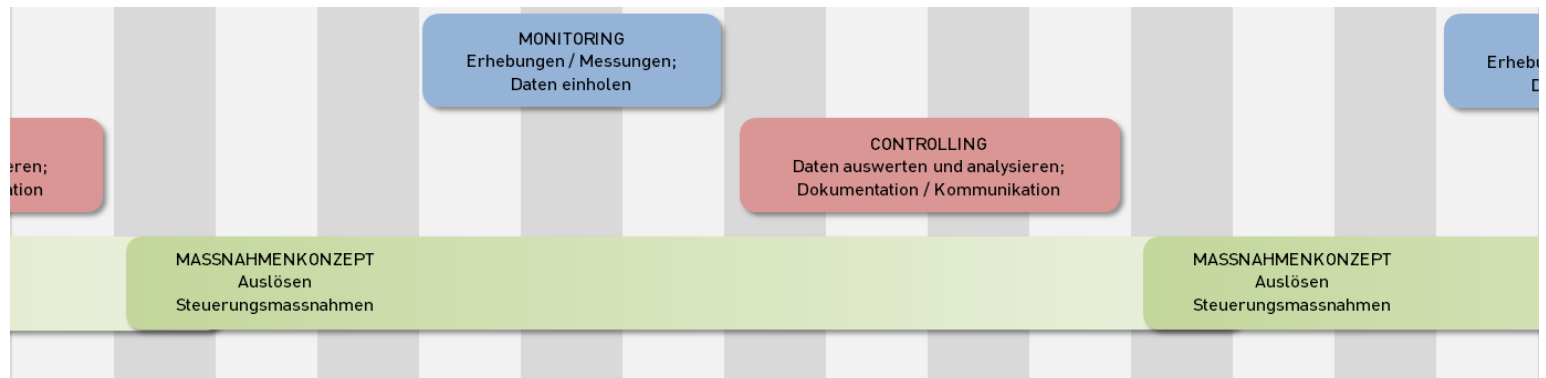 MONITORING
Erhebungen / Messungen;
Daten einholen
CONTROLLING
Daten auswerten und analysieren;
Dokumentation / Kommunikation
MASSNAHMENKONZEPT
Auslösen
Steuerungsmassnahmen
MASSNAHMENKONZEPT
Auslösen
Steuerungsmassnahmen